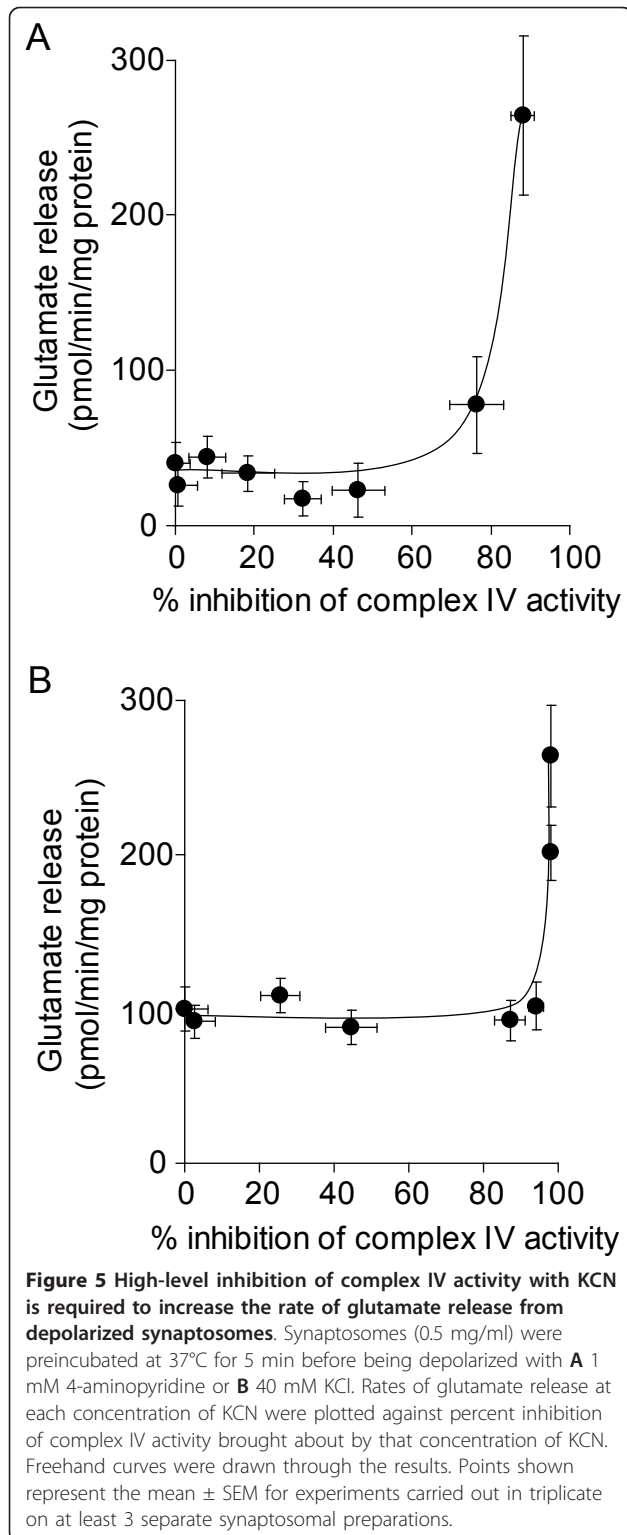 A
300
200
100
0
Glutamate release
(pmol/min/mg protein)
0 20 40 60 80 100
% inhibition of complex IV activity
B
300
200
100
0
Glutamate release
(pmol/min/mg protein)
0 20 40 60 80 100
% inhibition of complex IV activity
Figure 5 High-level inhibition of complex IV activity with KCN
is required to increase the rate of glutamate release from
depolarized synaptosomes. Synaptosomes (0.5 mg/ml) were
preincubated at 37°C for 5 min before being depolarized with A 1
mM 4-aminopyridine or B 40 mM KCl. Rates of glutamate release at
each concentration of KCN were plotted against percent inhibition
of complex IV activity brought about by that concentration of KCN.
Freehand curves were drawn through the results. Points shown
represent the mean ± SEM for experiments carried out in triplicate
on at least 3 separate synaptosomal preparations.